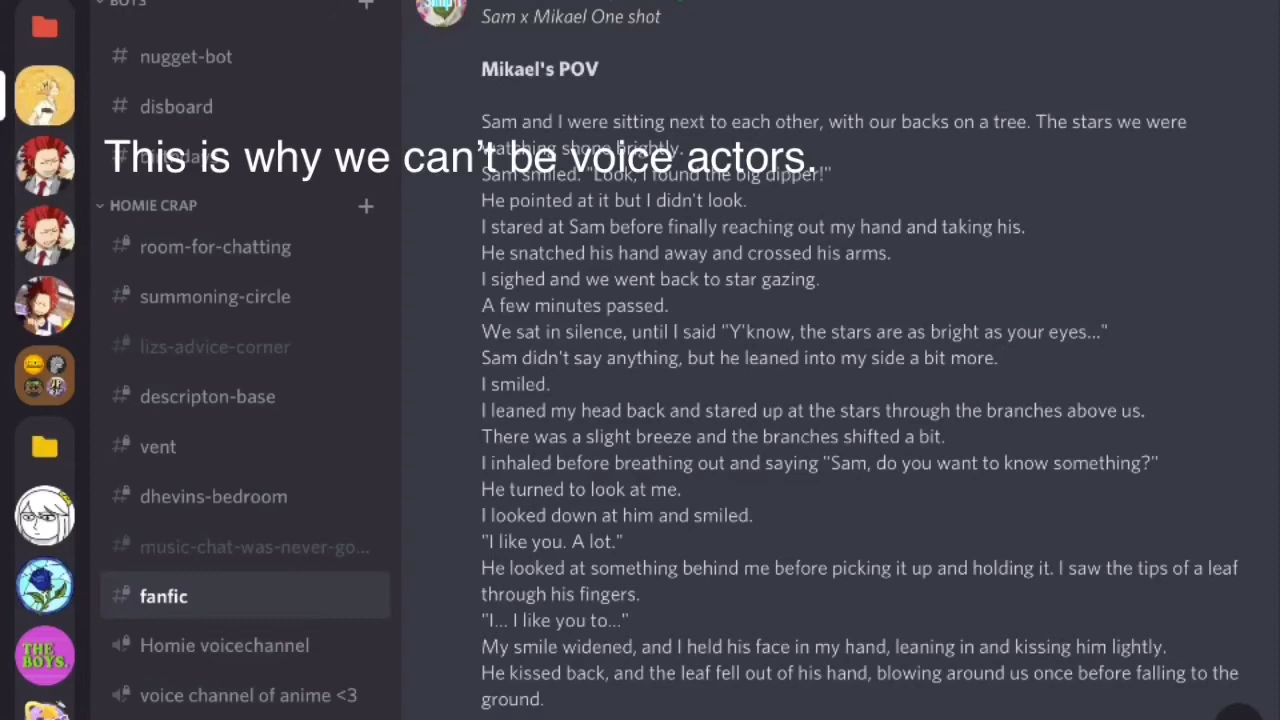 BOTS
nugget-bot
disboard
This is why we can't be voice actors.
HOMIE CRAP
room-for-chatting
summoning-circle
lizs-advice-corner
descripton-base
vent
dhevins-bedroom
music-chat-was-never-go...
fanfic
Homie voicechannel
voice channel of anime <3
THE BOYS.
Sam x Mikael One shot
Mikael's POV
Sam and I were sitting next to each other, with our backs on a tree. The stars we were
watching shone brightly.
Sam smiled. "Look, I found the big dipper!"
He pointed at it but I didn't look.
I stared at Sam before finally reaching out my hand and taking his.
He snatched his hand away and crossed his arms.
I sighed and we went back to star gazing.
A few minutes passed.
We sat in silence, until I said "Y'know, the stars are as bright as your eyes..."
Sam didn't say anything, but he leaned into my side a bit more.
I smiled.
I leaned my head back and stared up at the stars through the branches above us.
There was a slight breeze and the branches shifted a bit.
I inhaled before breathing out and saying "Sam, do you want to know something?"
He turned to look at me.
I looked down at him and smiled.
"I like you. A lot."
He looked at something behind me before picking it up and holding it. I saw the tips of a leaf
through his fingers.
"I... I like you to..."
My smile widened, and I held his face in my hand, leaning in and kissing him lightly.
He kissed back, and the leaf fell out of his hand, blowing around us once before falling to the
ground.